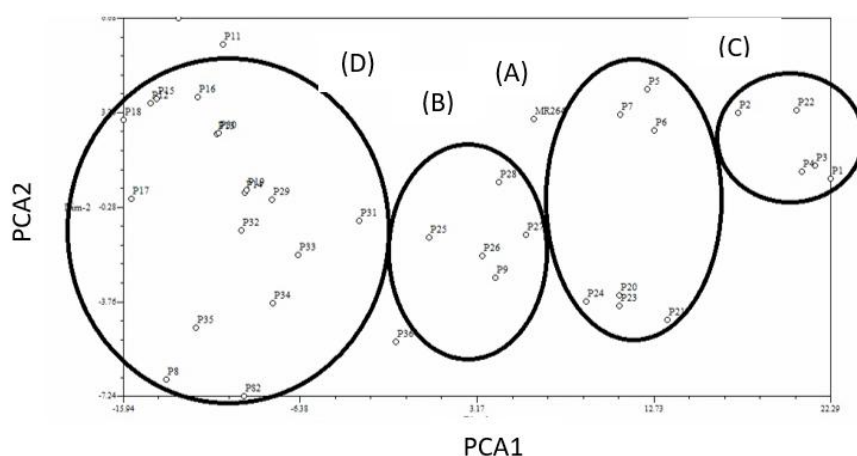 (C)
(D)
(A)
(B)
P11
P15
P16
P18
P5
P7
P6
MR264
P2
P22
P4
P3
P1
P17
P29
P28
P31
P32
P25
P27
P33
P26
P9
P34
P24
P20
P23
P21
P35
P36
P8
P82
PCA2
-0.28
-3.76
-7.24
-15.94
-6.38
3.17
12.73
22.29
PCA1